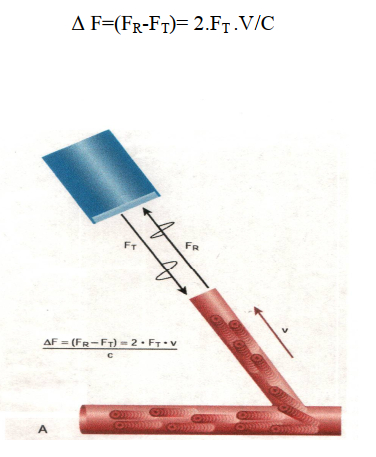 Δ F=(FR-FT)= 2.FT.V/C
FT
FR
v
ΔF = (FR−FT) = 2 • FT • v
c
A